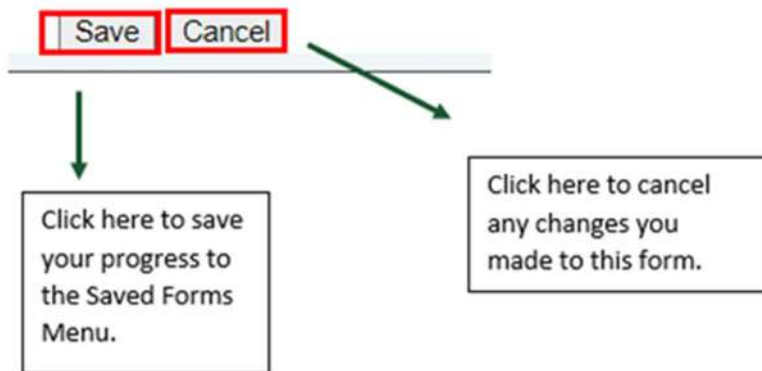 Save Cancel
Click here to save
your progress to
the Saved Forms
Menu.
Click here to cancel
any changes you
made to this form.